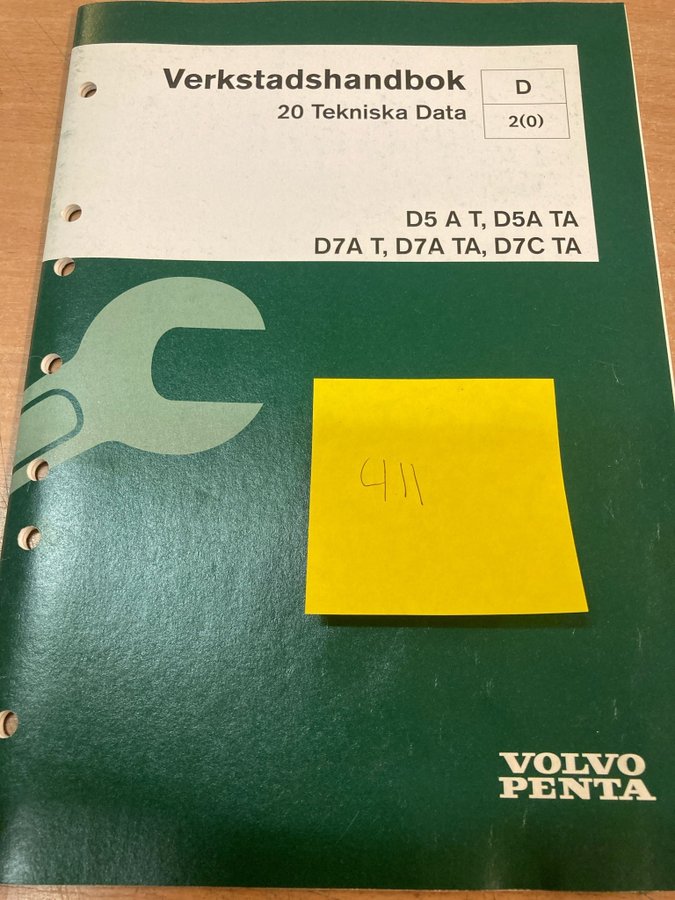 Verkstadshandbok
20 Tekniska Data
D
2(0)
D5 A T, D5A TA
D7A T, D7A TA, D7C TA
411
VOLVO
PENTA